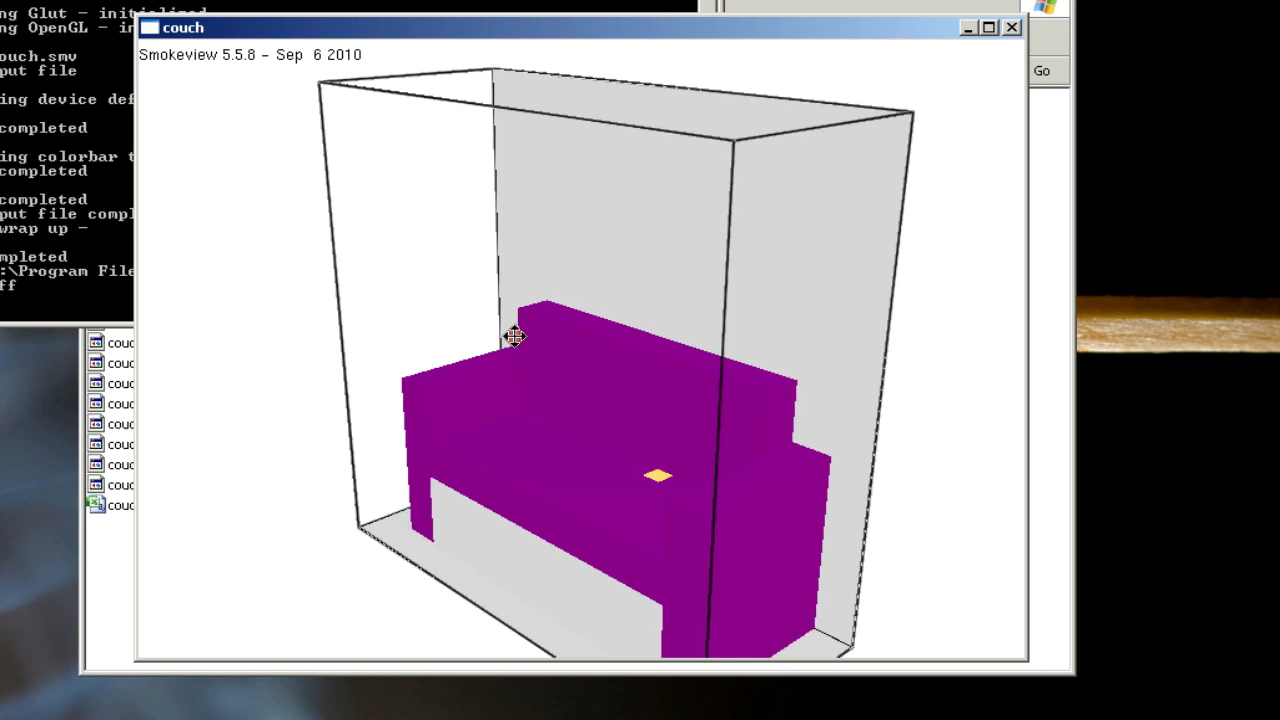 ng Glut - initialized
ng OpenGL - in
ouch.smv
put file
ing device def
completed
ing colorbar t
completed
completed
put file compl
wrap up -
mpleted
:\Program File
ff
couch
Smokeview 5.5.8 - Sep 6 2010
Go
couc
couc
couc
couc
couc
couc
couc
couc
couc